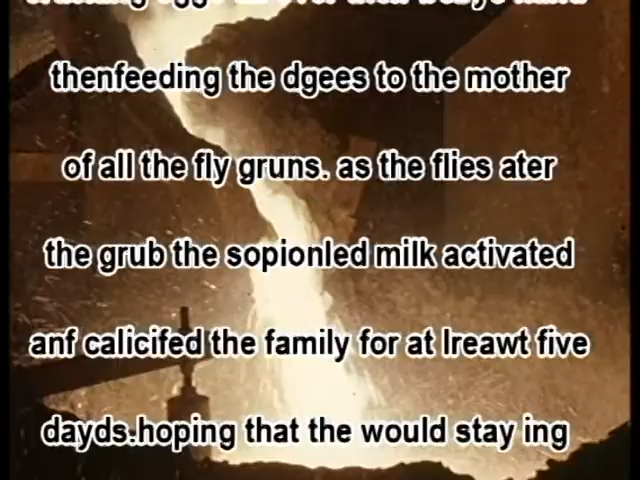 thenfeeding the dgees to the mother
of all the fly gruns. as the flies ater
the grub the sopionled milk activated
anf calicifed the family for at lreawt five
dayds.hoping that the would stay ing